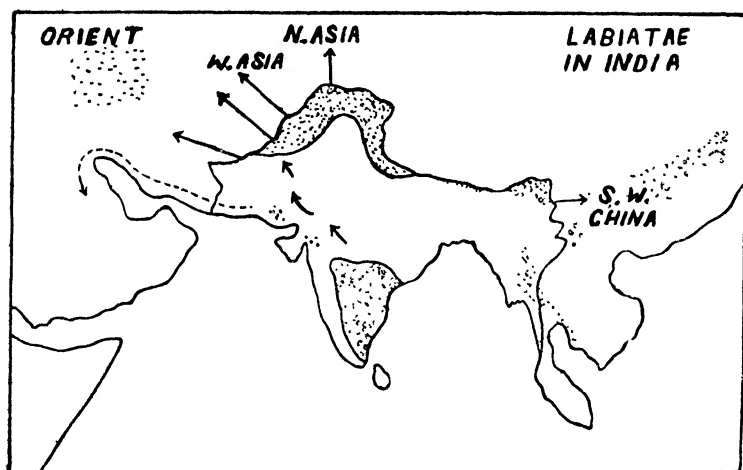 ORIENT
N. ASIA
W. ASIA
LABIATAE
IN INDIA
S. W.
CHINA